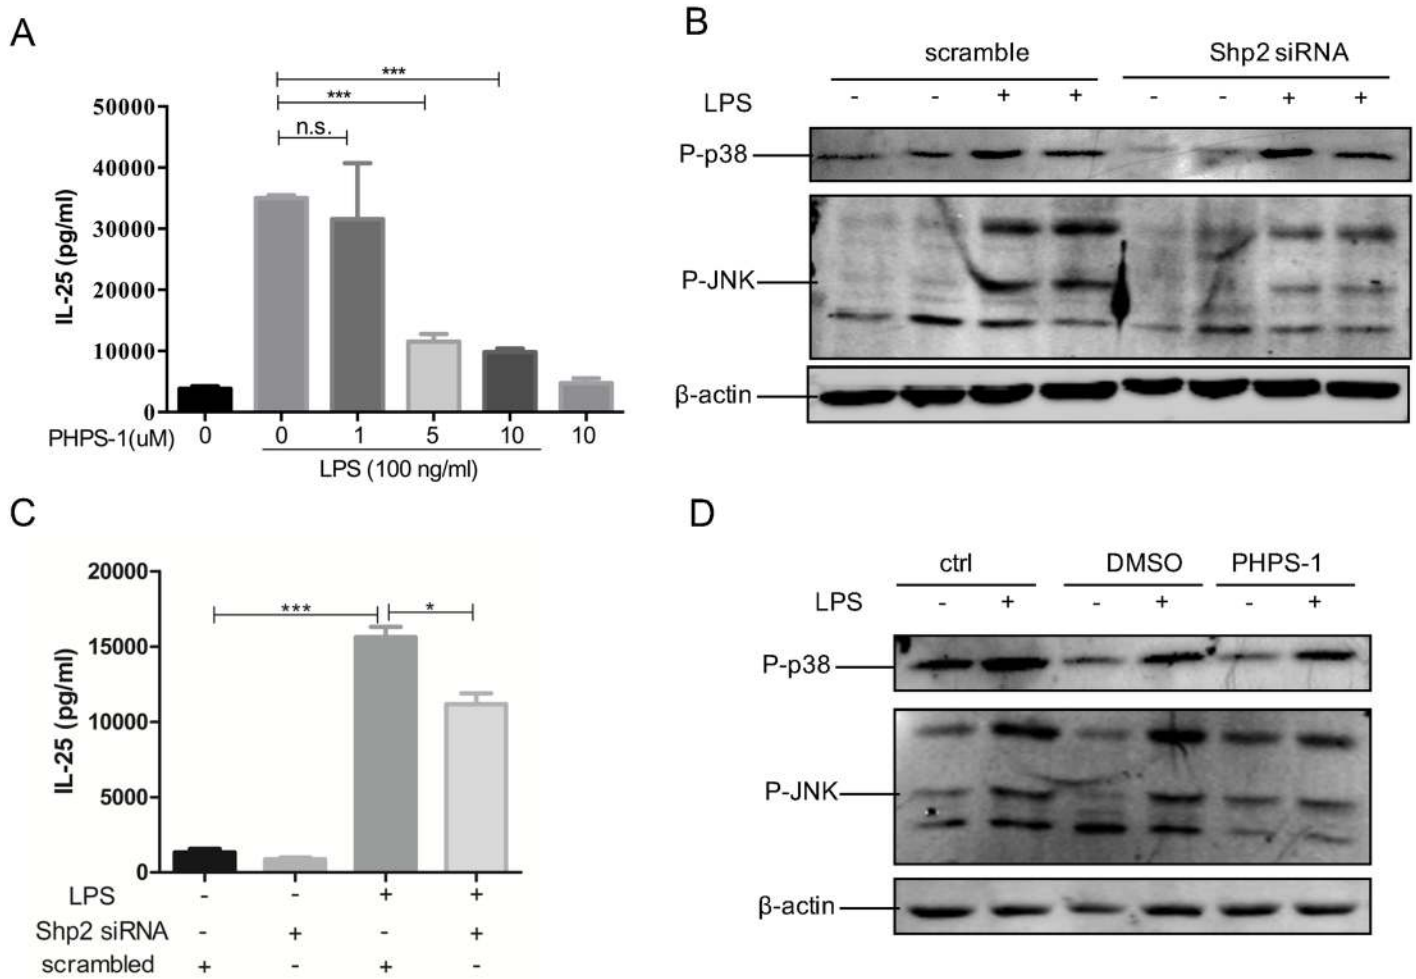 A
***
***
n.s.
50000
40000
30000
20000
10000
0
IL-25 (pg/ml)
PHPS-1(uM) 0 0 1 5 10 10
LPS (100 ng/ml)
B
scramble Shp2 siRNA
LPS - - + + - - + +
P-p38
P-JNK
β-actin
C
20000
15000
10000
5000
0
IL-25 (pg/ml)
*** *
LPS - - + +
Shp2 siRNA - + - +
scrambled + - + -
D
ctrl DMSO PHPS-1
LPS - + - + - +
P-p38
P-JNK
β-actin